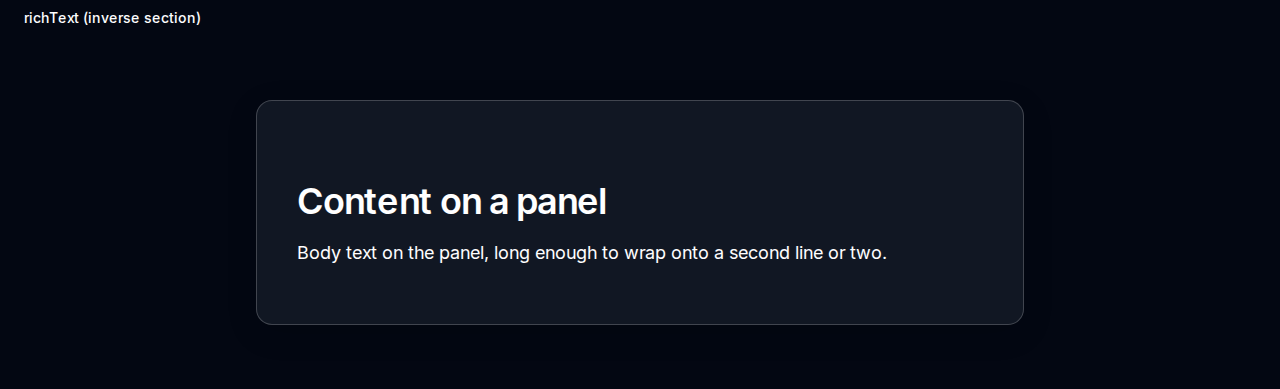 richText (inverse section)
Content on a panel
Body text on the panel, long enough to wrap onto a second line or two.